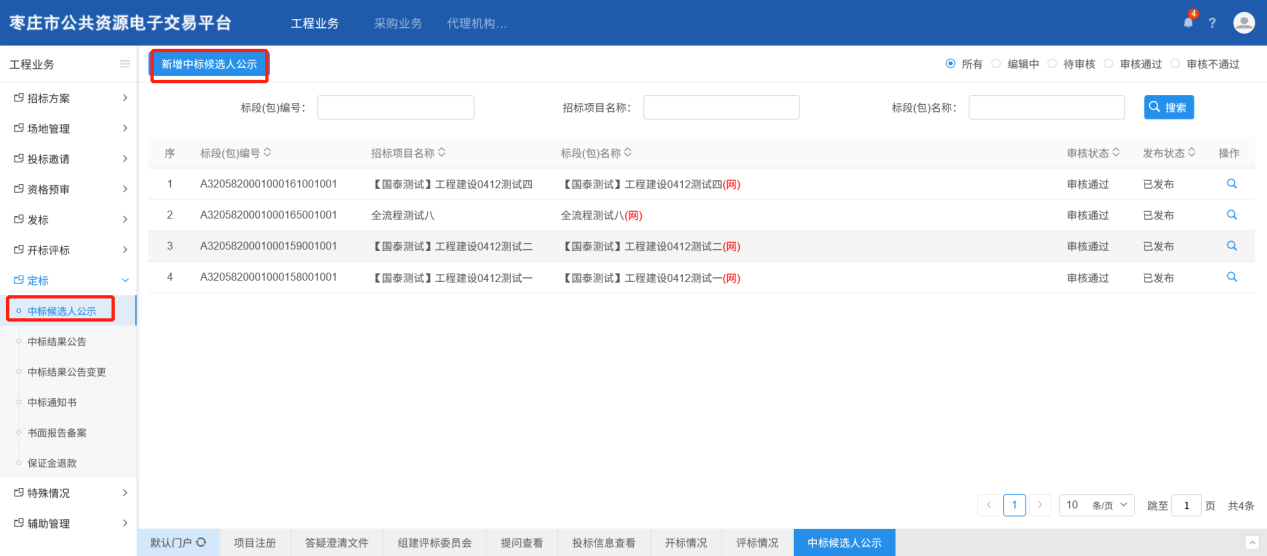 枣庄市公共资源电子交易平台 工程业务 采购业务 代理机构... 4 ?
工程业务 新增中标候选人公示 所有 编辑中 待审核 审核通过 审核不通过
招标方案
标段(包)编号: 招标项目名称: 标段(包)名称: 搜索
场地管理
序 标段(包)编号 招标项目名称 标段(包)名称 审核状态 发布状态 操作
投标邀请
1 A3205820001000161001001 【国泰测试】工程建设0412测试四 【国泰测试】工程建设0412测试四(网) 审核通过 已发布
资格预审
2 A3205820001000165001001 全流程测试八 全流程测试八(网) 审核通过 已发布
发标
3 A3205820001000159001001 【国泰测试】工程建设0412测试二 【国泰测试】工程建设0412测试二(网) 审核通过 已发布
开标评标
4 A3205820001000158001001 【国泰测试】工程建设0412测试一 【国泰测试】工程建设0412测试一(网) 审核通过 已发布
定标
中标候选人公示
中标结果公告
中标结果公告变更
中标通知书
书面报告备案
保证金退款
特殊情况
辅助管理
1 10 条/页 跳至 1 页 共4条
默认门户 项目注册 答疑澄清文件 组建评标委员会 提问查看 投标信息查看 开标情况 评标情况 中标候选人公示